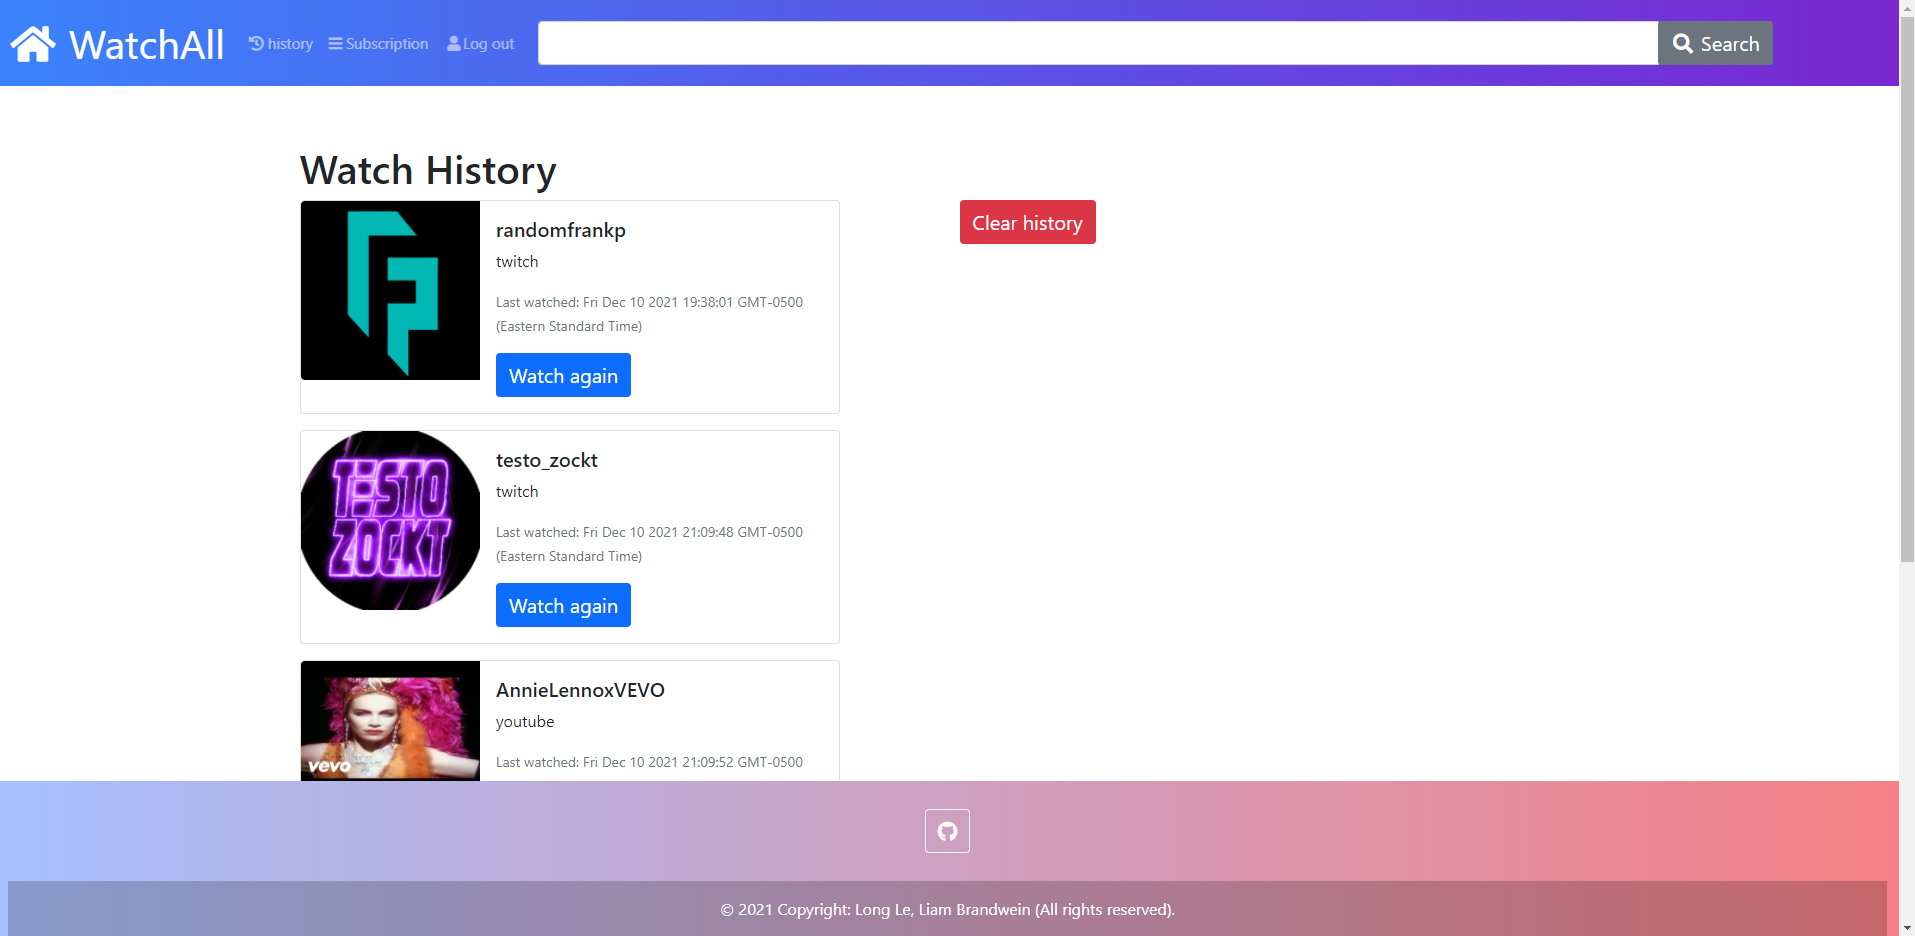 WatchAll history Subscription Log out Search
Watch History
randomfrankp
twitch
Last watched: Fri Dec 10 2021 19:38:01 GMT-0500
(Eastern Standard Time)
Watch again
Clear history
TESTO
ZOCKT
testo_zockt
twitch
Last watched: Fri Dec 10 2021 21:09:48 GMT-0500
(Eastern Standard Time)
Watch again
vevo
AnnieLennoxVEVO
youtube
Last watched: Fri Dec 10 2021 21:09:52 GMT-0500
© 2021 Copyright: Long Le, Liam Brandwein (All rights reserved).